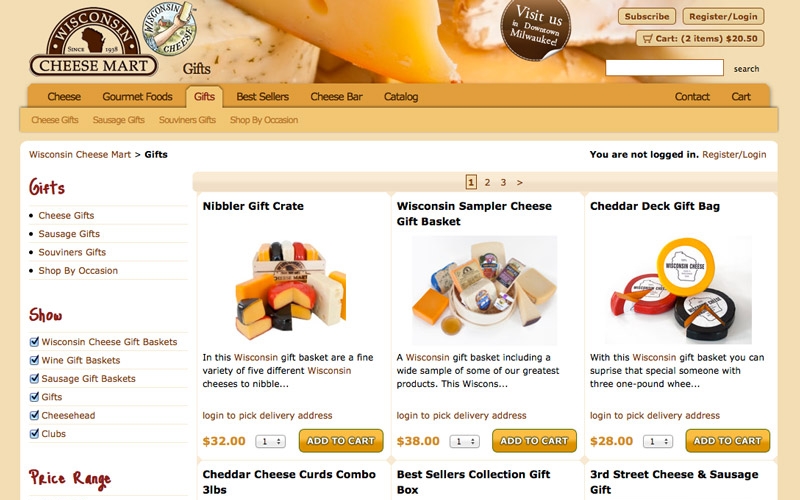 WISCONSIN
SINCE 1938
CHEESE MART
WISCONSIN
CHEESE
Gifts
Visit us
in Downtown
Milwaukee!
Subscribe
Register/Login
Cart: (2 items) $20.50
search
Cheese
Gourmet Foods
Gifts
Best Sellers
Cheese Bar
Catalog
Contact
Cart
Cheese Gifts
Sausage Gifts
Souviners Gifts
Shop By Occasion
Wisconsin Cheese Mart > Gifts
You are not logged in. Register/Login
Gifts
Cheese Gifts
Sausage Gifts
Souviners Gifts
Shop By Occasion
Show
Wisconsin Cheese Gift Baskets
Wine Gift Baskets
Sausage Gift Baskets
Gifts
Cheesehead
Clubs
Price Range
1 2 3 >
Nibbler Gift Crate
CHEESE MART
In this Wisconsin gift basket are a fine
variety of five different Wisconsin
cheeses to nibble...
login to pick delivery address
$32.00
1
ADD TO CART
Wisconsin Sampler Cheese
Gift Basket
A Wisconsin gift basket including a
wide sample of some of our greatest
products. This Wiscons...
login to pick delivery address
$38.00
1
ADD TO CART
Cheddar Deck Gift Bag
WISCONSIN CHEESE
With this Wisconsin gift basket you can
suprise that special someone with
three one-pound whee...
login to pick delivery address
$28.00
1
ADD TO CART
Cheddar Cheese Curds Combo
3lbs
Best Sellers Collection Gift
Box
3rd Street Cheese & Sausage
Gift